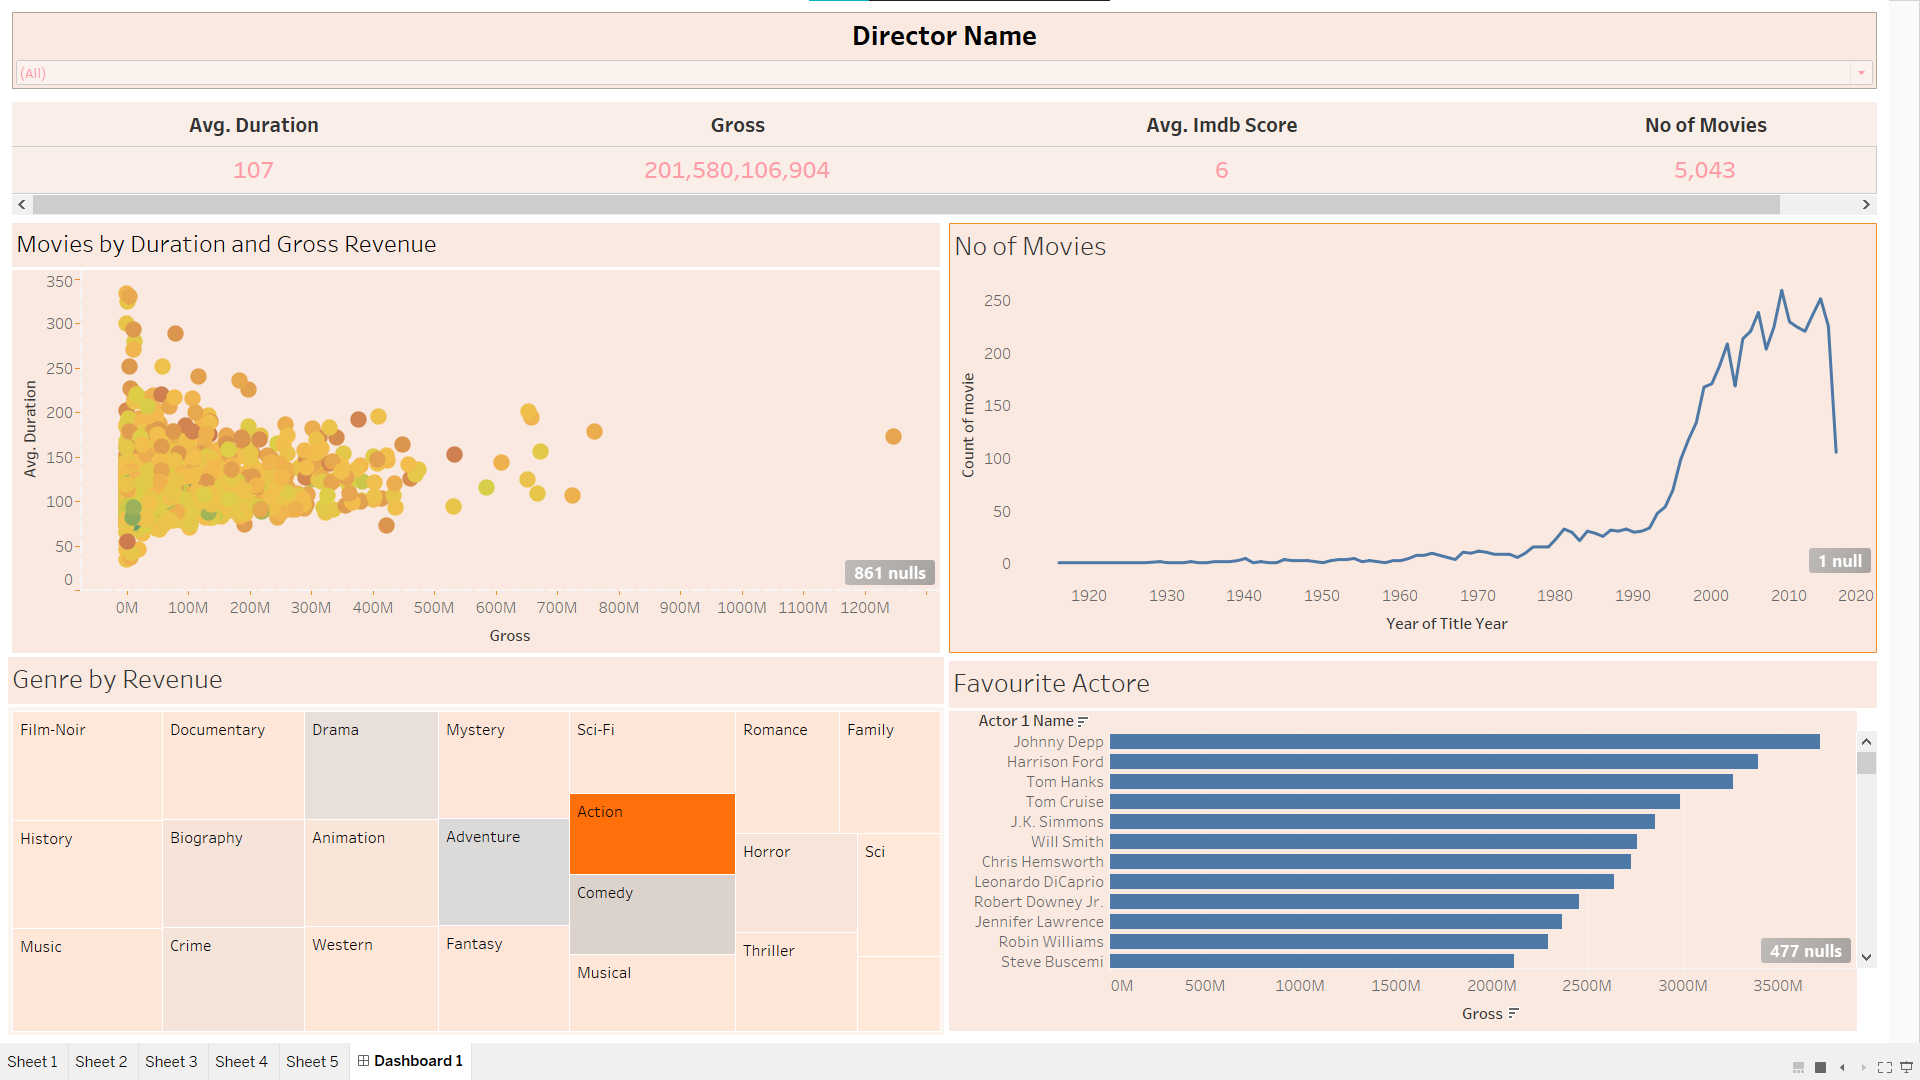 Director Name
(All)
Avg. Duration Gross Avg. Imdb Score No of Movies
107 201,580,106,904 6 5,043
Movies by Duration and Gross Revenue
350
300
250
200
150
100
50
0
Avg. Duration
861 nulls
0M 100M 200M 300M 400M 500M 600M 700M 800M 900M 1000M 1100M 1200M
Gross
No of Movies
250
200
150
100
50
0
Count of movie
1 null
1920 1930 1940 1950 1960 1970 1980 1990 2000 2010 2020
Year of Title Year
Genre by Revenue
Film-Noir Documentary Drama Mystery Sci-Fi Romance Family
Action
History Biography Animation Adventure Horror Sci
Comedy
Music Crime Western Fantasy Thriller
Musical
Favourite Actore
Actor 1 Name
Johnny Depp
Harrison Ford
Tom Hanks
Tom Cruise
J.K. Simmons
Will Smith
Chris Hemsworth
Leonardo DiCaprio
Robert Downey Jr.
Jennifer Lawrence
Robin Williams
Steve Buscemi
477 nulls
0M 500M 1000M 1500M 2000M 2500M 3000M 3500M
Gross
Sheet 1 Sheet 2 Sheet 3 Sheet 4 Sheet 5 Dashboard 1